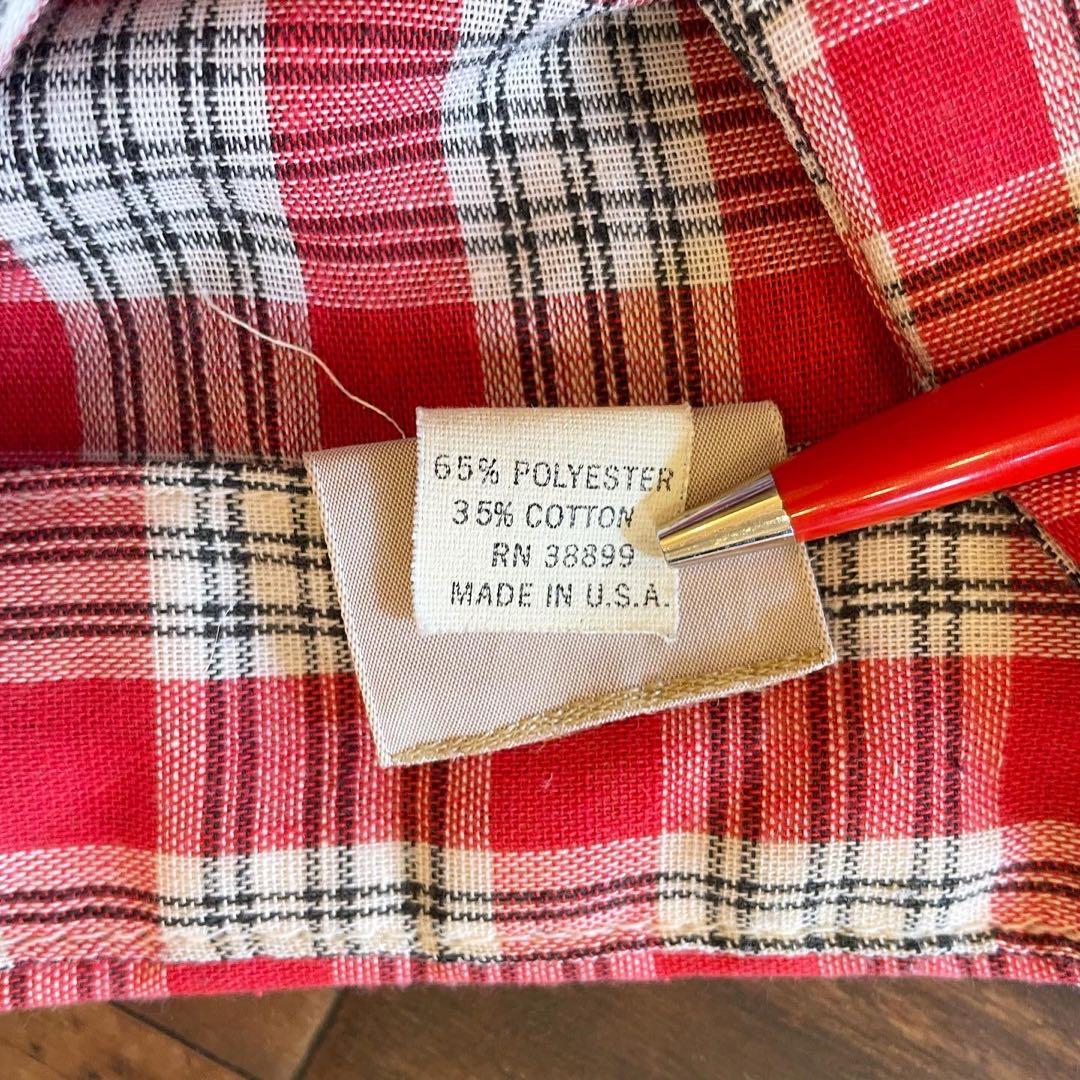 65% POLYESTER
35% COTTON
RN 38899
MADE IN U.S.A.